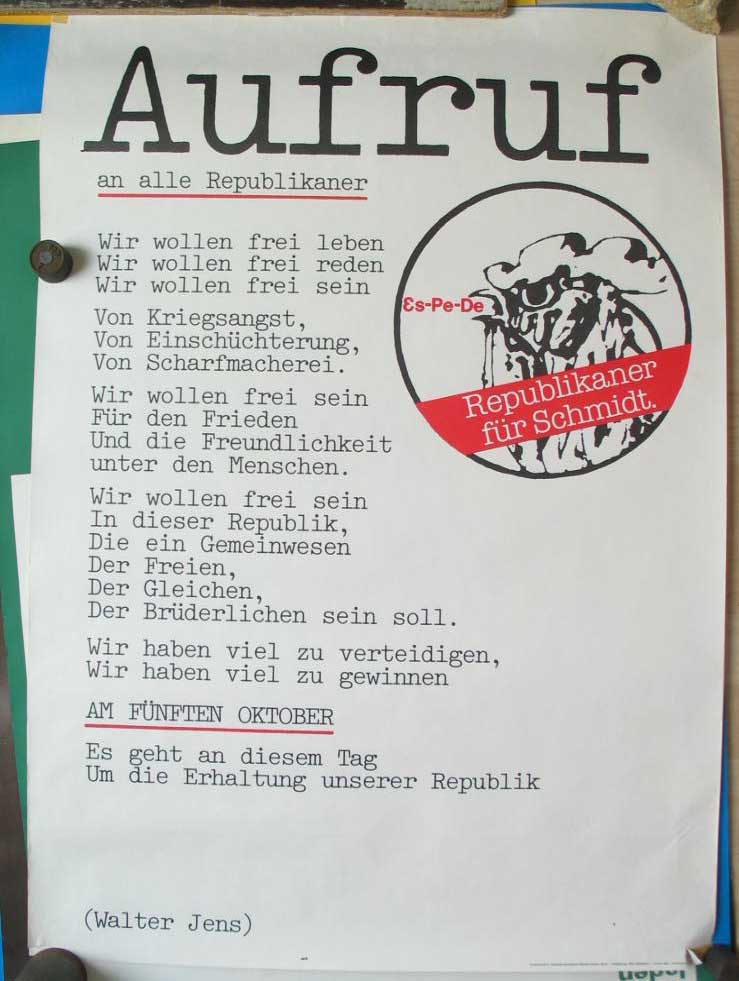 Aufruf
an alle Republikaner
Wir wollen frei leben
Wir wollen frei reden
Wir wollen frei sein
Von Kriegsangst,
Von Einschüchterung,
Von Scharfmacherei.
Wir wollen frei sein
Für den Frieden
Und die Freundlichkeit
unter den Menschen.
Wir wollen frei sein
In dieser Republik,
Die ein Gemeinwesen
Der Freien,
Der Gleichen,
Der Brüderlichen sein soll.
Wir haben viel zu verteidigen,
Wir haben viel zu gewinnen
AM FÜNFTEN OKTOBER
Es geht an diesem Tag
Um die Erhaltung unserer Republik
(Walter Jens)
Es-Pe-De
Republikaner
für Schmidt.